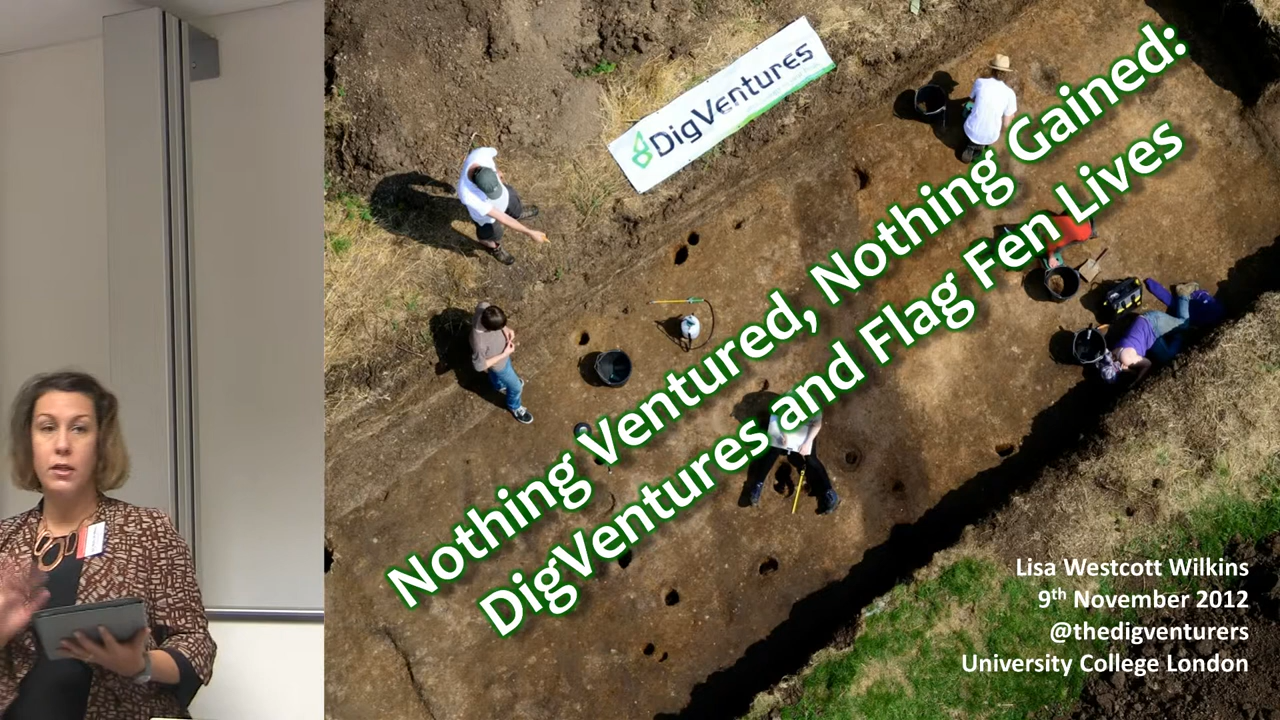 DigVentures
Nothing Ventured, Nothing Gained:
DigVentures and Flag Fen Lives
Lisa Westcott Wilkins
9th November 2012
@thedigventurers
University College London